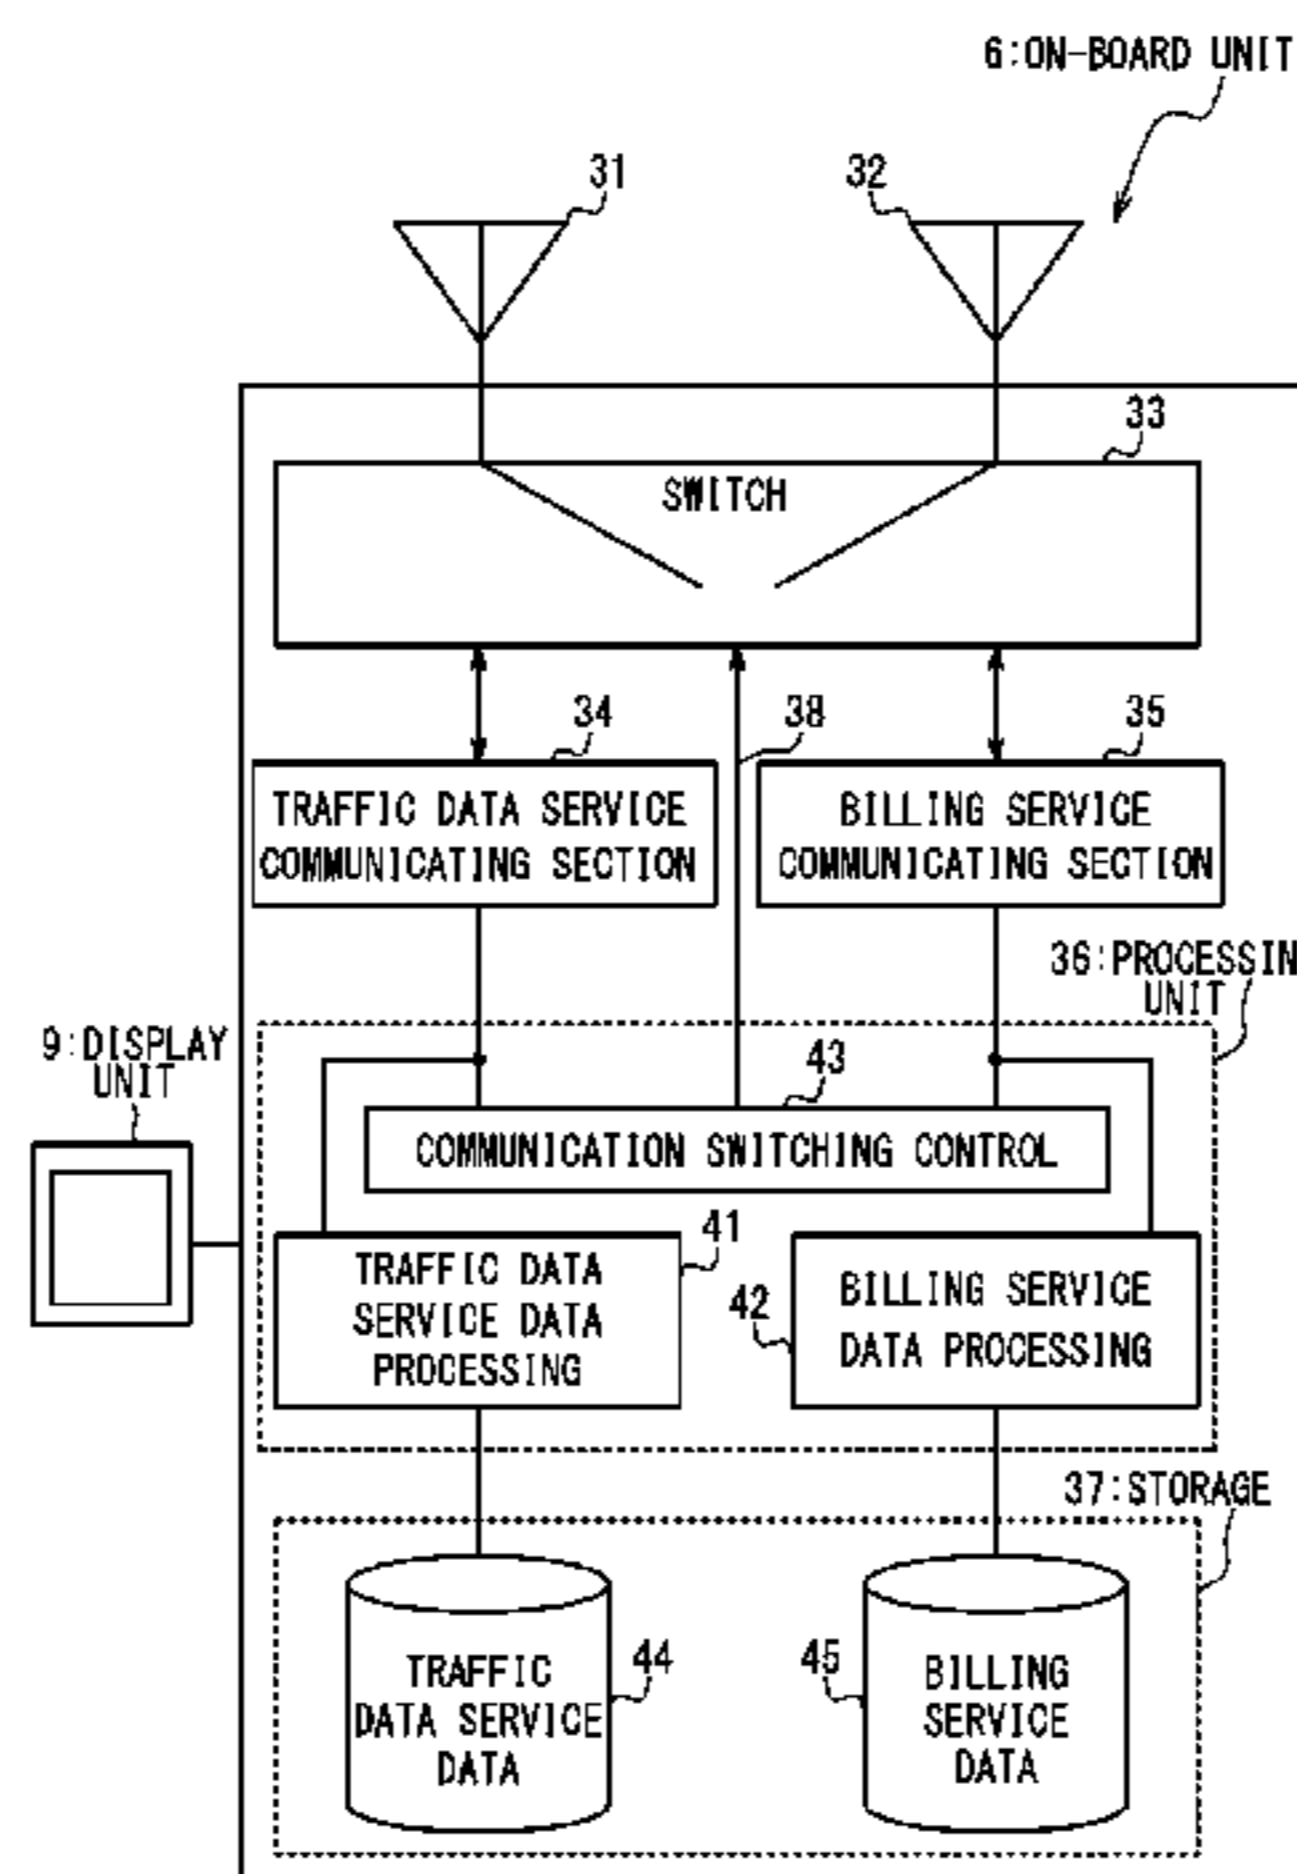 6:ON-BOARD UNIT
31
32
33
SWITCH
34
38
35
TRAFFIC DATA SERVICE
COMMUNICATING SECTION
BILLING SERVICE
COMMUNICATING SECTION
36:PROCESSIN
UNIT
9:DISPLAY
UNIT
43
COMMUNICATION SWITCHING CONTROL
41
TRAFFIC DATA
SERVICE DATA
PROCESSING
42
BILLING SERVICE
DATA PROCESSING
37:STORAGE
44
TRAFFIC
DATA SERVICE
DATA
45
BILLING
SERVICE
DATA